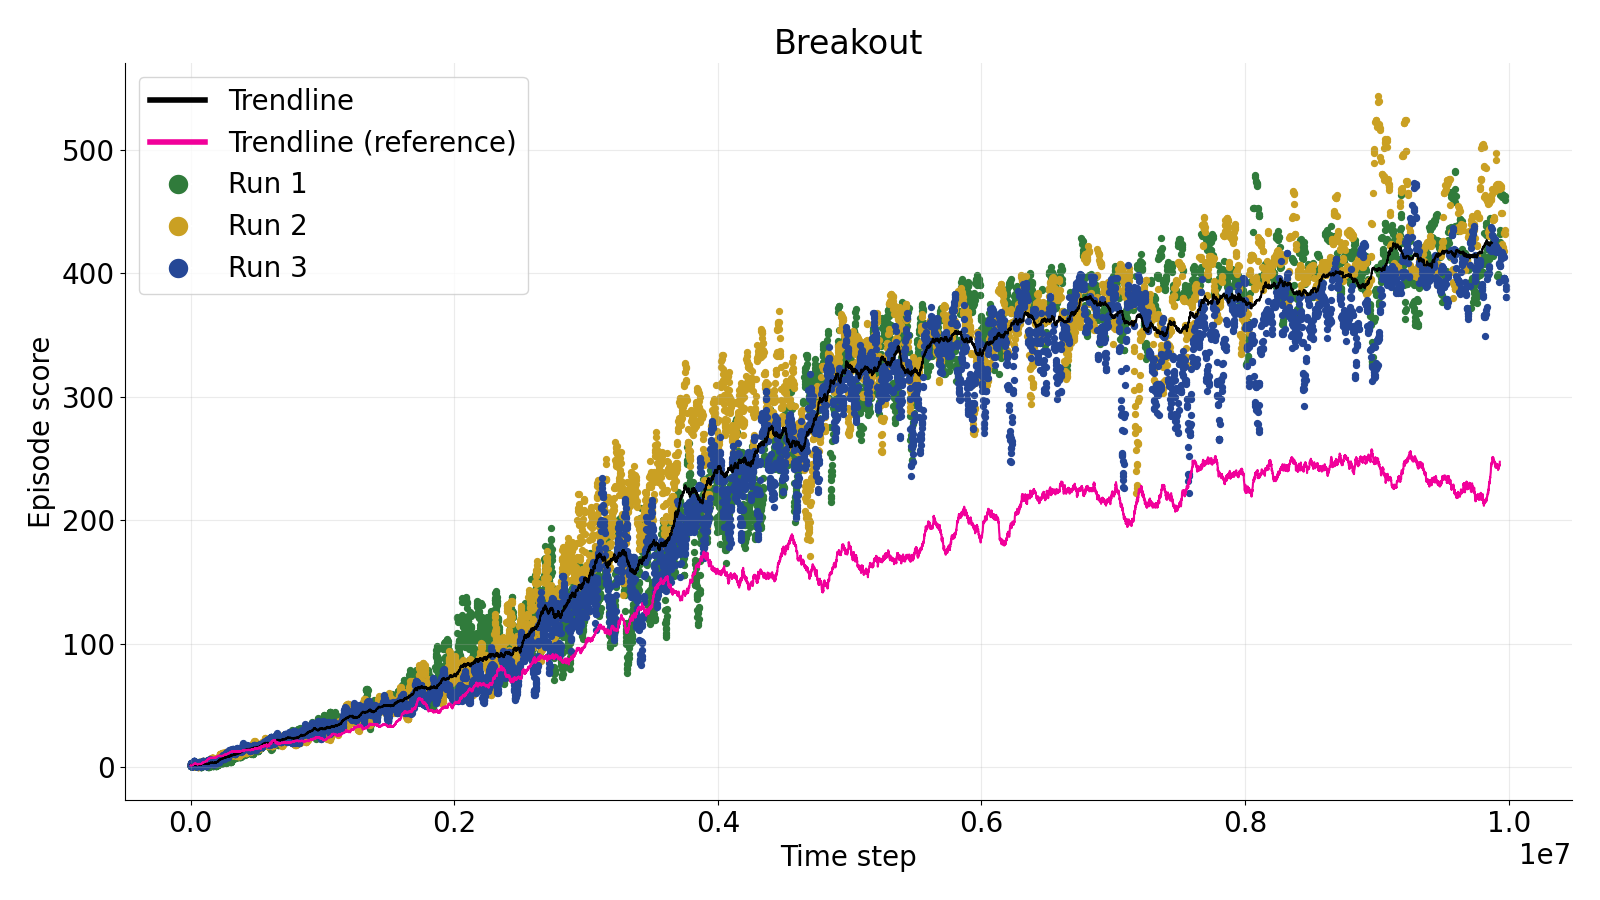 Breakout
Trendline
Trendline (reference)
Run 1
Run 2
Run 3
Episode score
500
400
300
200
100
0
0.0 0.2 0.4 0.6 0.8 1.0
1e7
Time step